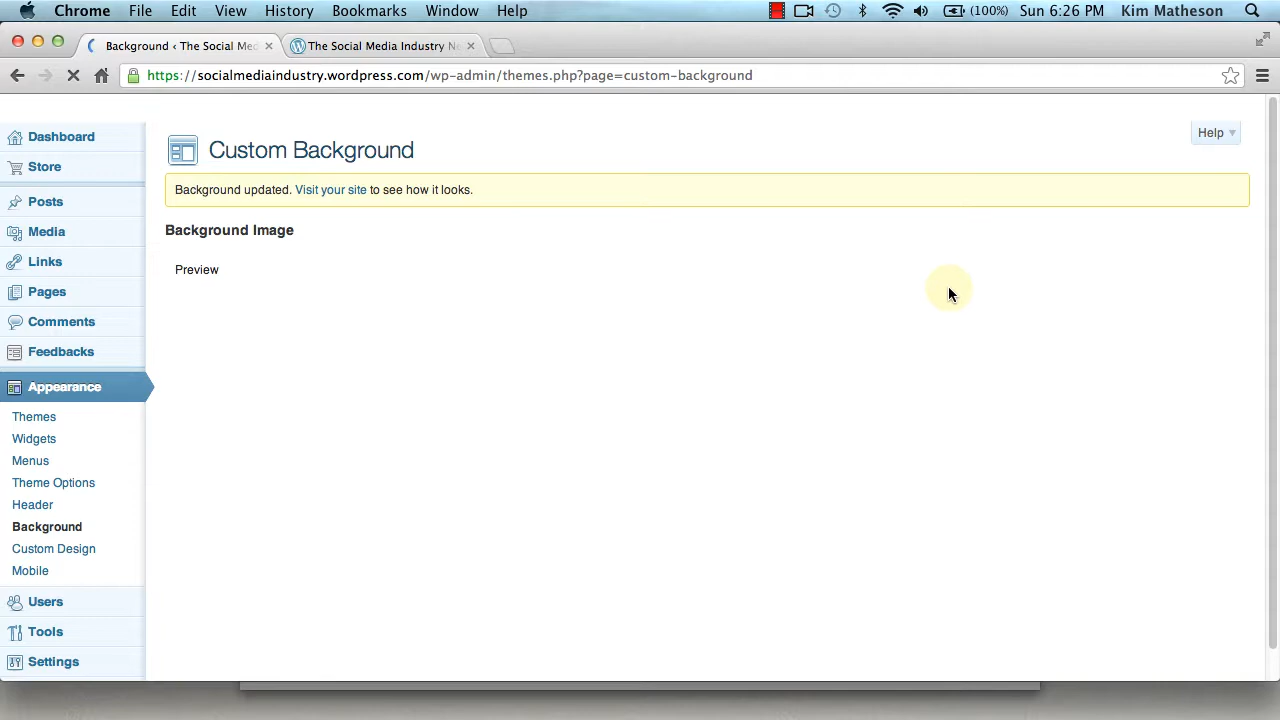 Chrome File Edit View History Bookmarks Window Help (100%) Sun 6:26 PM Kim Matheson
Background ‹ The Social Med
The Social Media Industry Ne
https://socialmediaindustry.wordpress.com/wp-admin/themes.php?page=custom-background
Help
Custom Background
Background updated. Visit your site to see how it looks.
Background Image
Preview
Dashboard
Store
Posts
Media
Links
Pages
Comments
Feedbacks
Appearance
Themes
Widgets
Menus
Theme Options
Header
Background
Custom Design
Mobile
Users
Tools
Settings